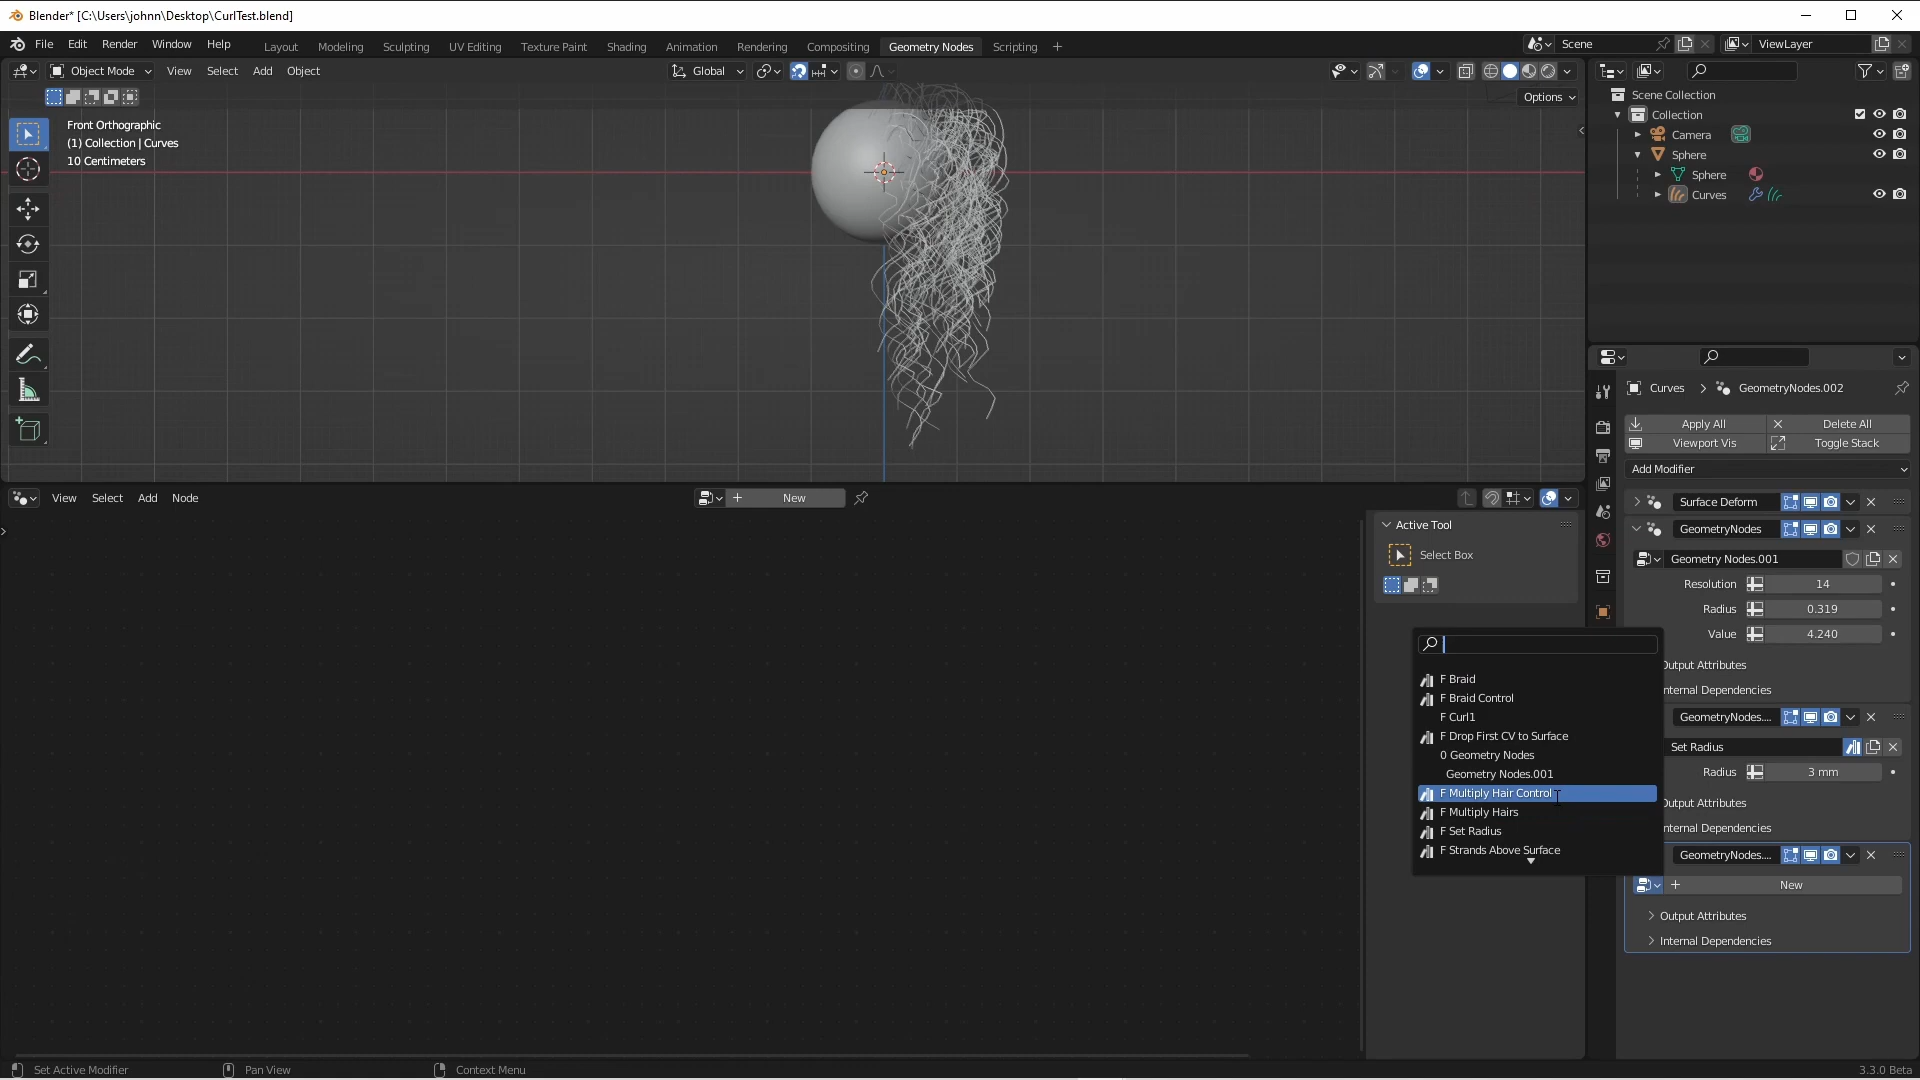 Blender* [C:\Users\johnn\Desktop\CurlTest.blend]
File Edit Render Window Help
Layout Modeling Sculpting UV Editing Texture Paint Shading Animation Rendering Compositing Geometry Nodes Scripting +
Scene
ViewLayer
Object Mode View Select Add Object
Global
Options
Front Orthographic
(1) Collection | Curves
10 Centimeters
Scene Collection
Collection
Camera
Sphere
Sphere
Curves
Curves > GeometryNodes.002
Apply All
Delete All
Viewport Vis
Toggle Stack
Add Modifier
Surface Deform
GeometryNodes
Geometry Nodes.001
Resolution 14
Radius 0.319
Value 4.240
Output Attributes
nternal Dependencies
GeometryNodes....
Set Radius
Radius 3 mm
Output Attributes
nternal Dependencies
GeometryNodes....
New
Output Attributes
Internal Dependencies
View Select Add Node
New
Active Tool
Select Box
F Braid
F Braid Control
F Curl1
F Drop First CV to Surface
0 Geometry Nodes
Geometry Nodes.001
F Multiply Hair Control
F Multiply Hairs
F Set Radius
F Strands Above Surface
Set Active Modifier
Pan View
Context Menu
3.3.0 Beta